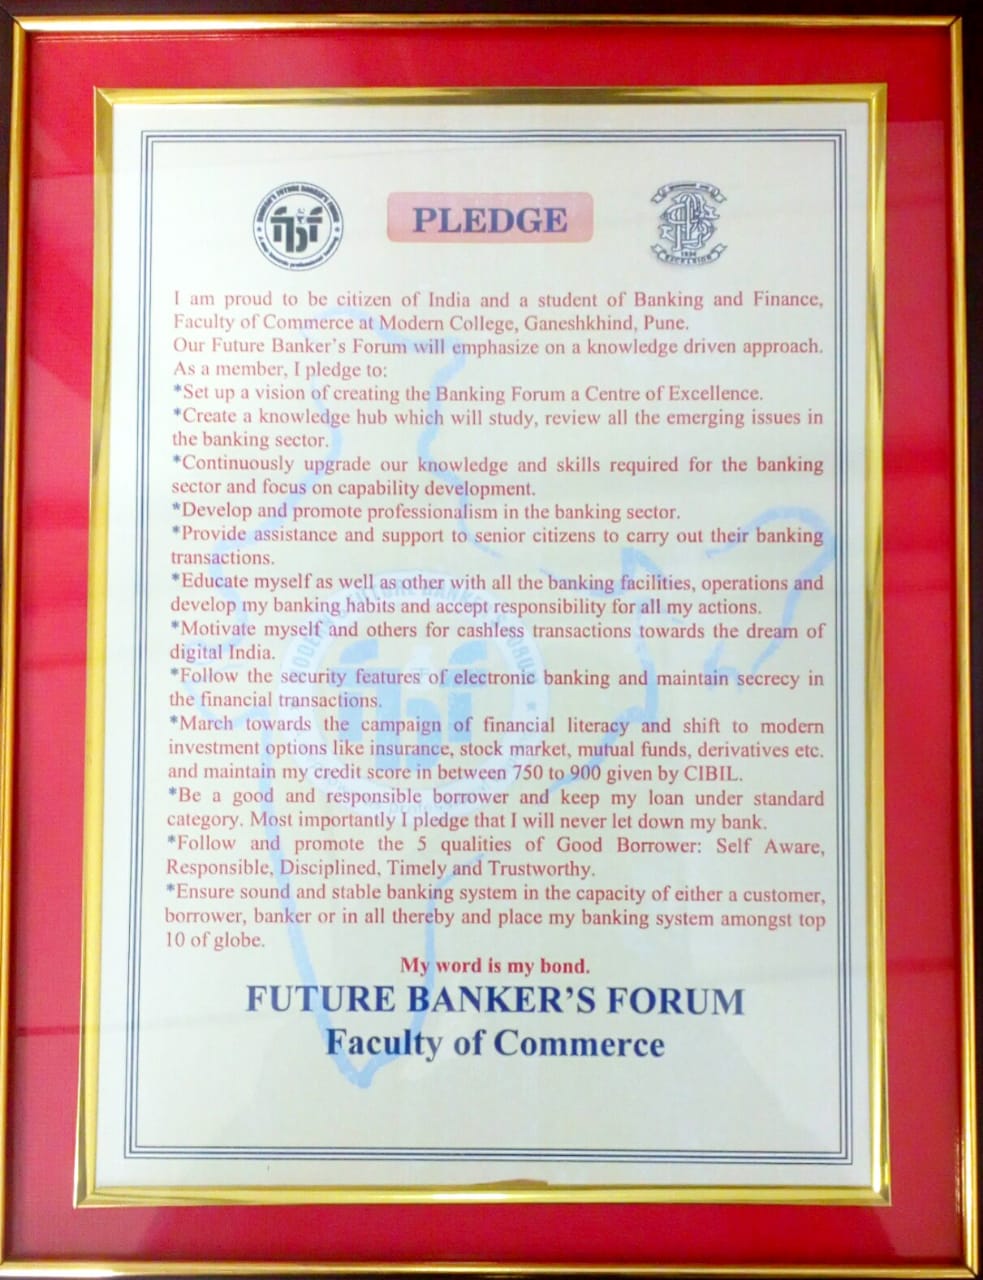 PLEDGE
I am proud to be citizen of India and a student of Banking and Finance,
Faculty of Commerce at Modern College, Ganeshkhind, Pune.
Our Future Banker's Forum will emphasize on a knowledge driven approach.
As a member, I pledge to:
*Set up a vision of creating the Banking Forum a Centre of Excellence.
*Create a knowledge hub which will study, review all the emerging issues in
the banking sector.
*Continuously upgrade our knowledge and skills required for the banking
sector and focus on capability development.
*Develop and promote professionalism in the banking sector.
*Provide assistance and support to senior citizens to carry out their banking
transactions.
*Educate myself as well as other with all the banking facilities, operations and
develop my banking habits and accept responsibility for all my actions.
*Motivate myself and others for cashless transactions towards the dream of
digital India.
*Follow the security features of electronic banking and maintain secrecy in
the financial transactions.
*March towards the campaign of financial literacy and shift to modern
investment options like insurance, stock market, mutual funds, derivatives etc.
and maintain my credit score in between 750 to 900 given by CIBIL.
*Be a good and responsible borrower and keep my loan under standard
category. Most importantly I pledge that I will never let down my bank.
*Follow and promote the 5 qualities of Good Borrower: Self Aware,
Responsible, Disciplined, Timely and Trustworthy.
*Ensure sound and stable banking system in the capacity of either a customer,
borrower, banker or in all thereby and place my banking system amongst top
10 of globe.
My word is my bond.
FUTURE BANKER'S FORUM
Faculty of Commerce